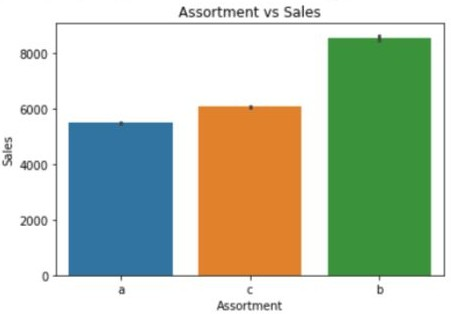 Assortment vs Sales
8000
6000
4000
2000
0
Sales
a c b
Assortment